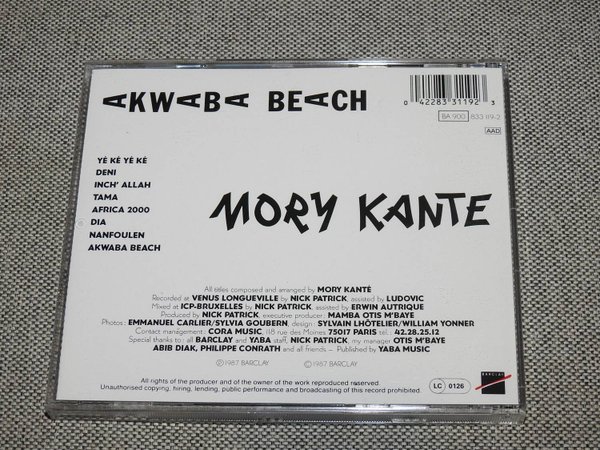 AKWABA BEACH
0 42283 31192 3
BA 900 833 119-2
AAD
YÉ KÉ YÉ KÉ
DENI
INCH' ALLAH
TAMA
AFRICA 2000
DIA
NANFOULEN
AKWABA BEACH
MORY KANTE
All titles composed and arranged by MORY KANTÉ
Recorded at VENUS LONGUEVILLE by NICK PATRICK, assisted by LUDOVIC
Mixed at ICP-BRUXELLES by NICK PATRICK, assisted by ERWIN AUTRIQUE
Produced by NICK PATRICK, executive producer: MAMBA OTIS M'BAYE
Photos: EMMANUEL CARLIER/SYLVIA GOUBERN, design: SYLVAIN LHÔTELIER/WILLIAM YONNER
Contact management: CORA MUSIC, 118 rue des Moines 75017 PARIS tel.: 42.28.25.12
Special thanks to: all BARCLAY and YABA staff, NICK PATRICK, my manager OTIS M'BAYE
ABIB DIAK, PHILIPPE CONRATH and all friends – Published by YABA MUSIC
℗1987 BARCLAY ©1987 BARCLAY
All rights of the producer and of the owner of the work reproduced reserved.
Unauthorised copying, hiring, lending, public performance and broadcasting of this record prohibited.
LC 0126
BARCLAY